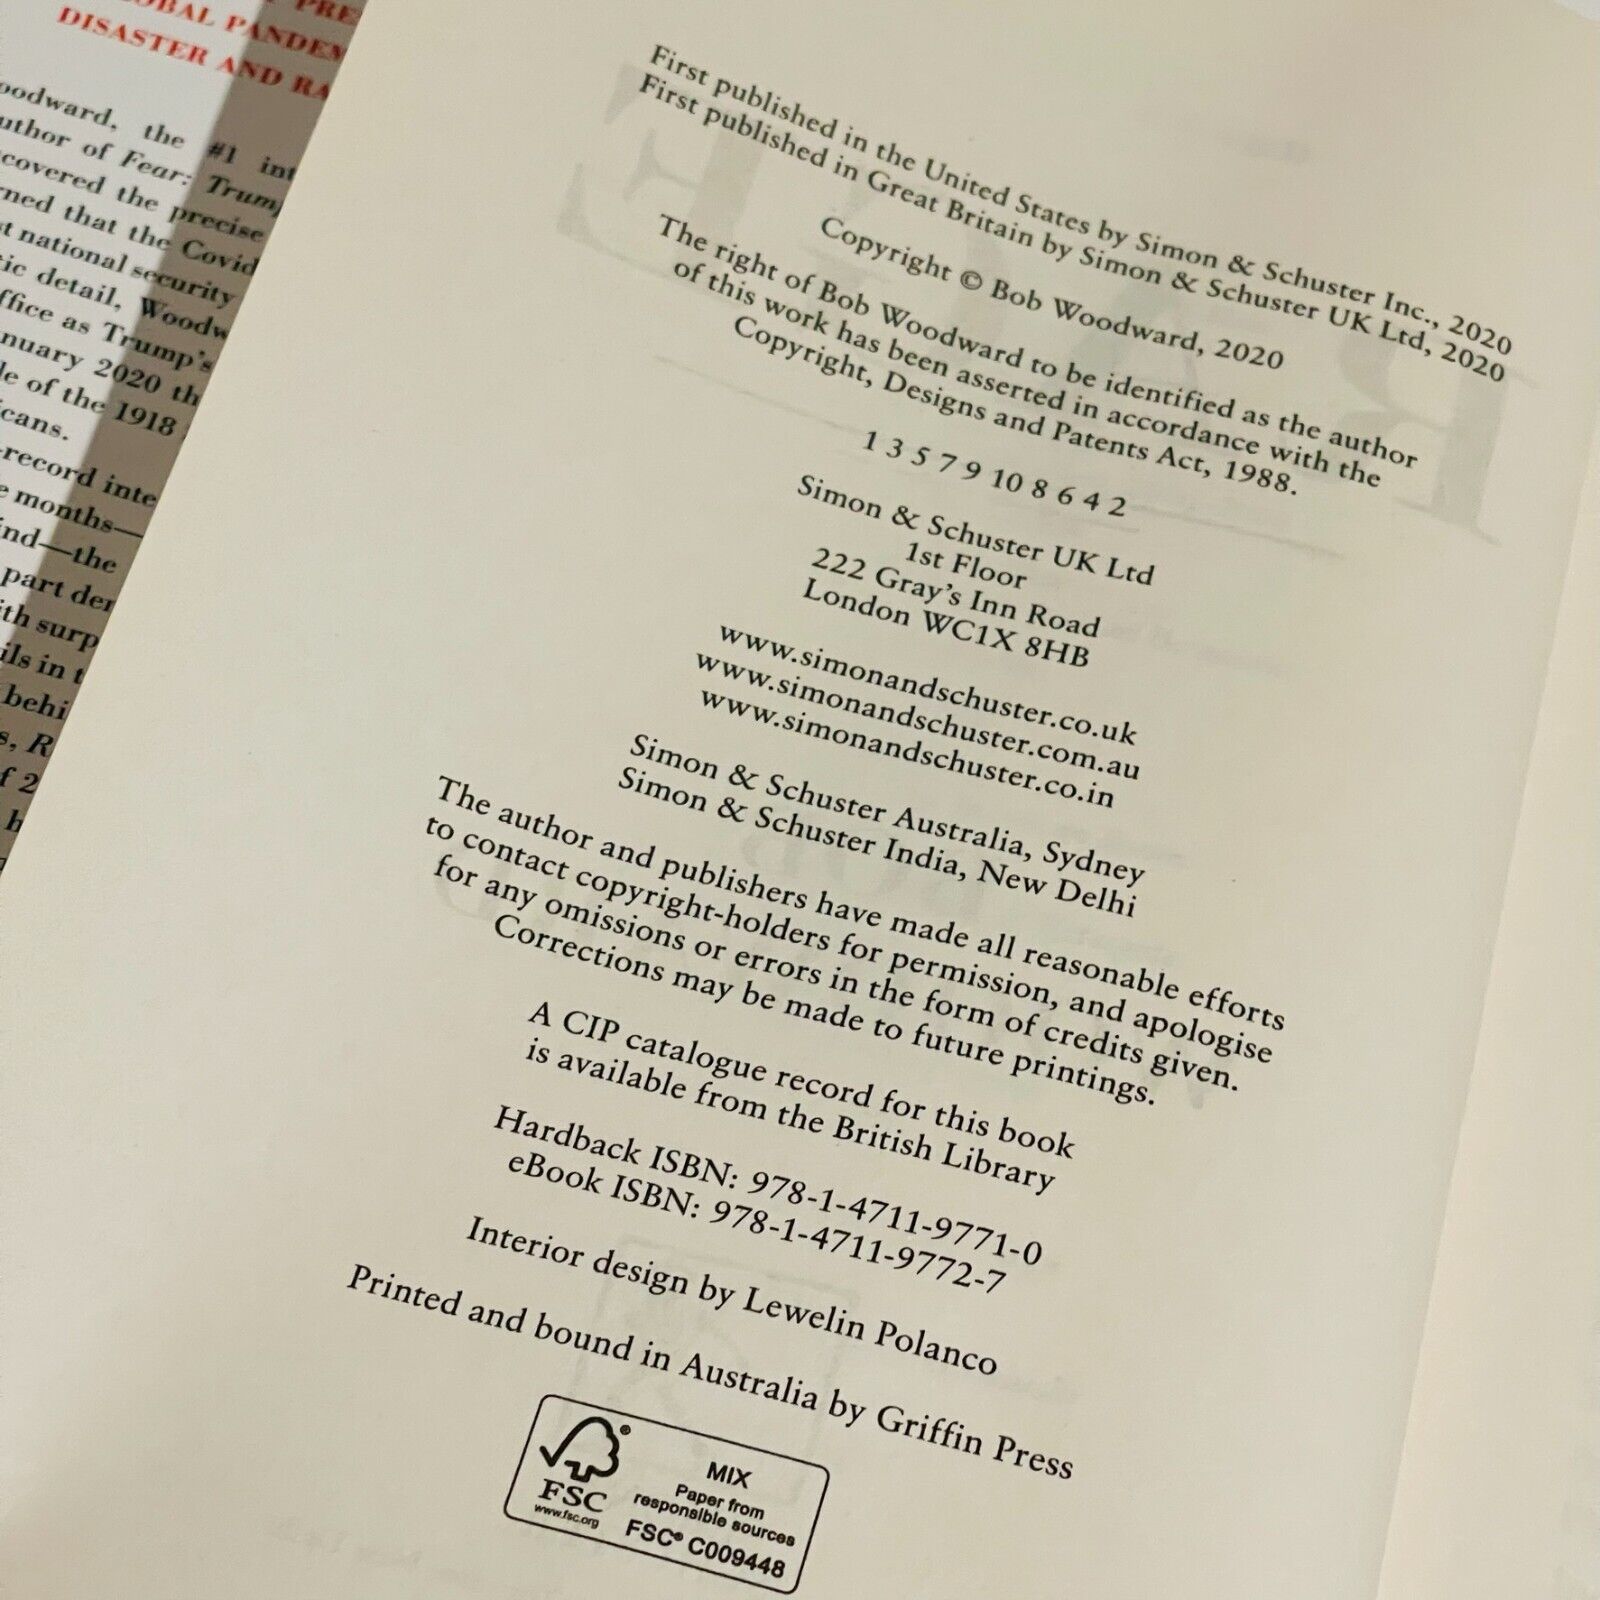 PRE
OBAL PANDEM
DISASTER AND RA
oodward, the #1 int
uthor of Fear: Trump
covered the precise
rned that the Covid
t national security
tic detail, Woodw
ffice as Trump's
nuary 2020 th
le of the 1918
icans.
-record inte
e months—
ind—the
part der
ith surp
ils in t
behi
s, R
f 2
h
First published in the United States by Simon & Schuster Inc., 2020
First published in Great Britain by Simon & Schuster UK Ltd, 2020
Copyright © Bob Woodward, 2020
The right of Bob Woodward to be identified as the author
of this work has been asserted in accordance with the
Copyright, Designs and Patents Act, 1988.
1 3 5 7 9 10 8 6 4 2
Simon & Schuster UK Ltd
1st Floor
222 Gray's Inn Road
London WC1X 8HB
www.simonandschuster.co.uk
www.simonandschuster.com.au
www.simonandschuster.co.in
Simon & Schuster Australia, Sydney
Simon & Schuster India, New Delhi
The author and publishers have made all reasonable efforts
to contact copyright-holders for permission, and apologise
for any omissions or errors in the form of credits given.
Corrections may be made to future printings.
A CIP catalogue record for this book
is available from the British Library
Hardback ISBN: 978-1-4711-9771-0
eBook ISBN: 978-1-4711-9772-7
Interior design by Lewelin Polanco
Printed and bound in Australia by Griffin Press
FSC
www.fsc.org
MIX
Paper from
responsible sources
FSC® C009448